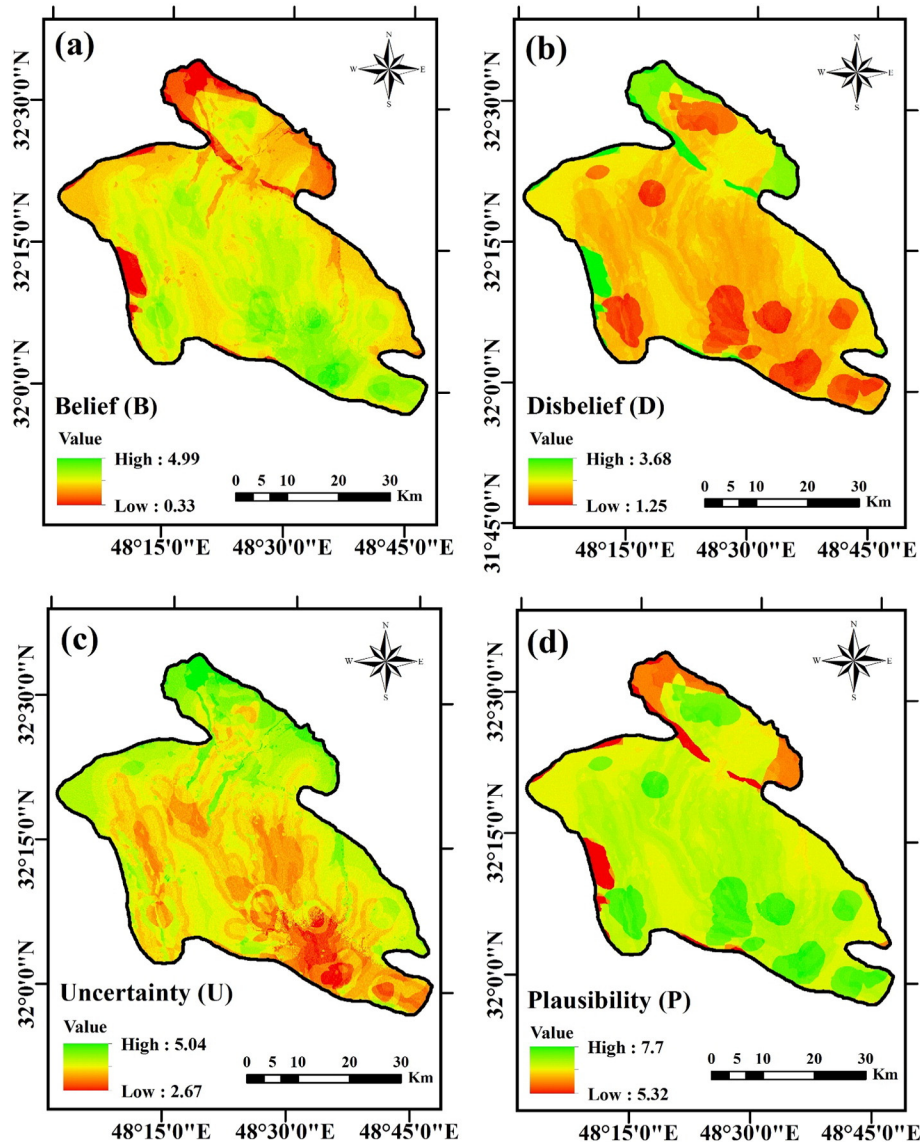 (a)
N
W E
S
32°30'0"N
32°15'0"N
32°0'0"N
Belief (B)
Value
High : 4.99
Low : 0.33
0 5 10 20 30
Km
48°15'0"E 48°30'0"E 48°45'0"E
(b)
N
W E
S
32°30'0"N
32°15'0"N
32°0'0"N
31°45'0"N
Disbelief (D)
Value
High : 3.68
Low : 1.25
0 5 10 20 30
Km
48°15'0"E 48°30'0"E 48°45'0"E
(c)
N
W E
S
32°30'0"N
32°15'0"N
32°0'0"N
Uncertainty (U)
Value
High : 5.04
Low : 2.67
0 5 10 20 30
Km
48°15'0"E 48°30'0"E 48°45'0"E
(d)
N
W E
S
32°30'0"N
32°15'0"N
32°0'0"N
Plausibility (P)
Value
High : 7.7
Low : 5.32
0 5 10 20 30
Km
48°15'0"E 48°30'0"E 48°45'0"E